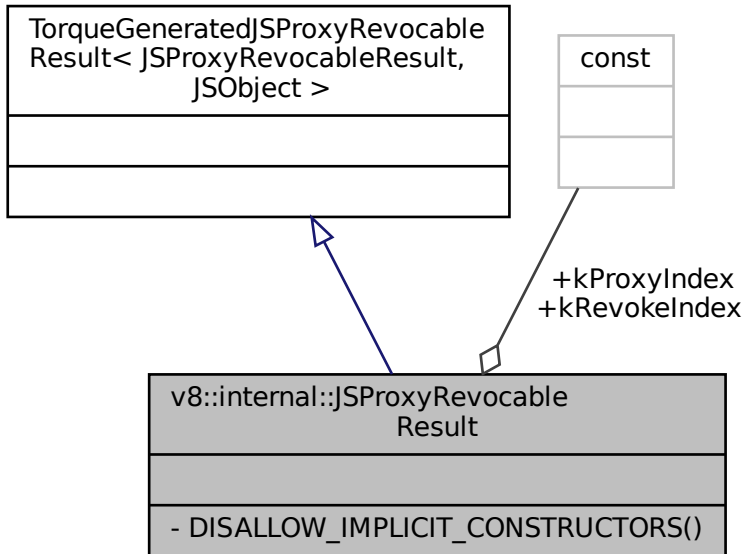 TorqueGeneratedJSProxyRevocable
Result< JSProxyRevocableResult,
JSObject >
const
+kProxyIndex
+kRevokeIndex
v8::internal::JSProxyRevocable
Result
- DISALLOW_IMPLICIT_CONSTRUCTORS()